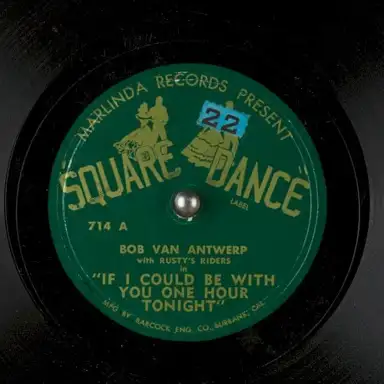 MARLINDA RECORDS PRESENT
22
SQUARE DANCE
LABEL
714 A
BOB VAN ANTWERP
with RUSTY'S RIDERS
in
"IF I COULD BE WITH
YOU ONE HOUR
TONIGHT"
MFG BY BABCOCK ENG. CO., BURBANK, CAL.